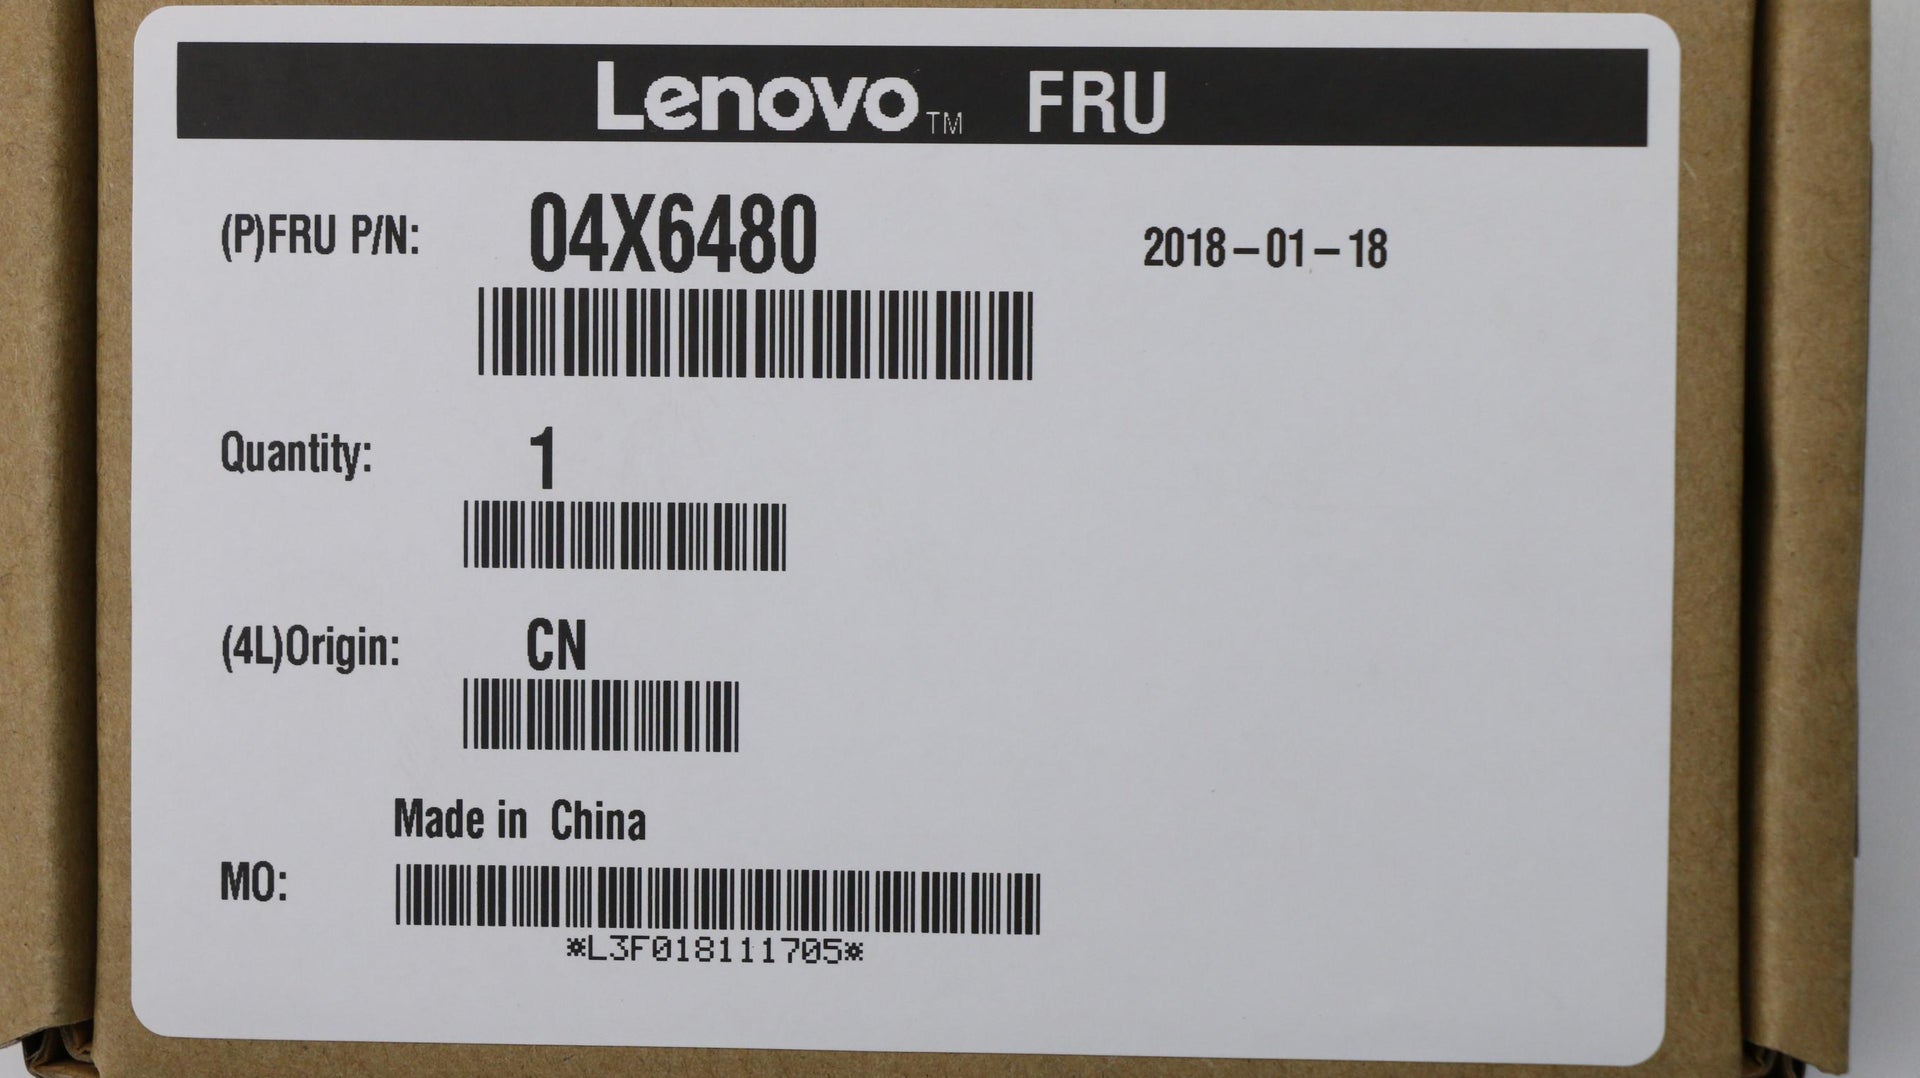 Lenovo™ FRU
(P)FRU P/N: 04X6480 2018-01-18
Quantity: 1
(4L)Origin: CN
Made in China
MO:
*L3F018111705*